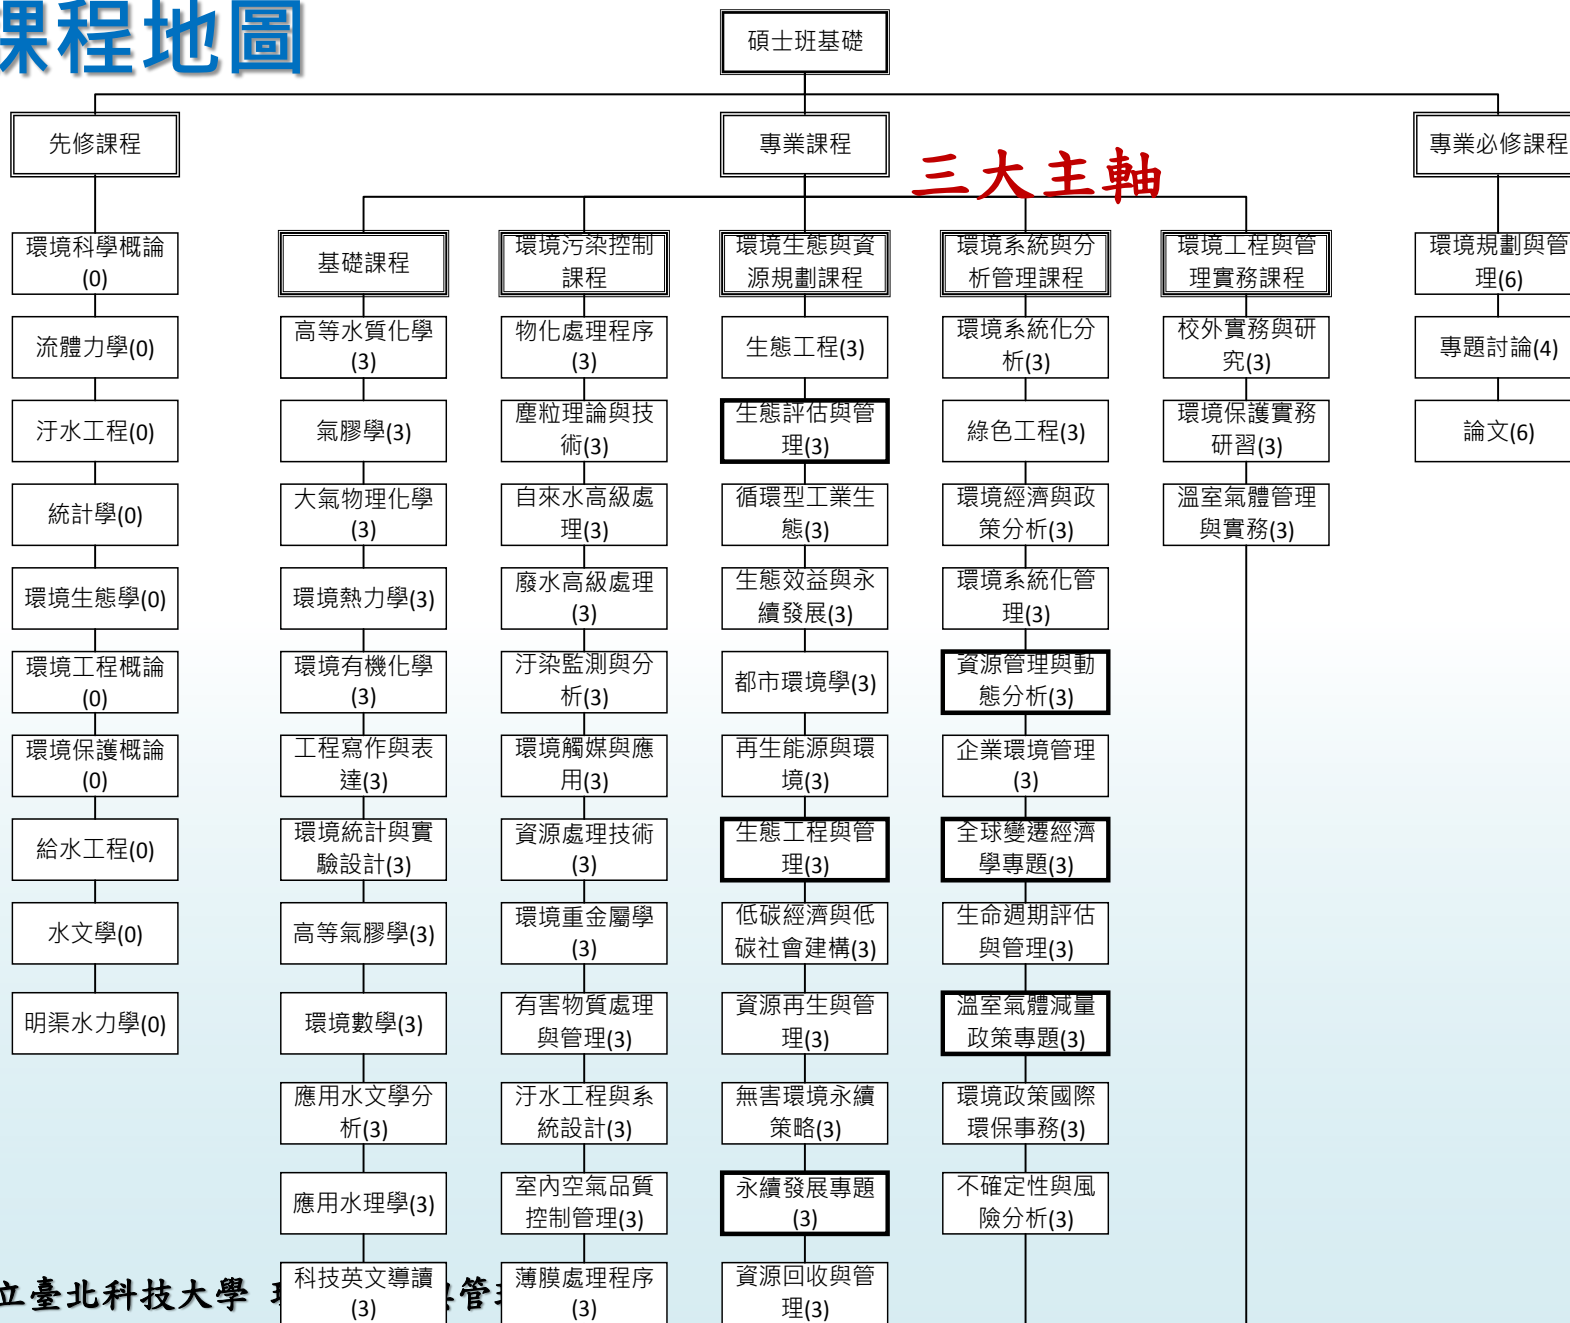 課程地圖
碩士班基礎
先修課程
專業課程
專業必修課程
三大主軸
環境科學概論
(0)
流體力學(0)
汙水工程(0)
統計學(0)
環境生態學(0)
環境工程概論
(0)
環境保護概論
(0)
給水工程(0)
水文學(0)
明渠水力學(0)
基礎課程
高等水質化學
(3)
氣膠學(3)
大氣物理化學
(3)
環境熱力學(3)
環境有機化學
(3)
工程寫作與表
達(3)
環境統計與實
驗設計(3)
高等氣膠學(3)
環境數學(3)
應用水文學分
析(3)
應用水理學(3)
科技英文導讀
(3)
環境污染控制
課程
物化處理程序
(3)
塵粒理論與技
術(3)
自來水高級處
理(3)
廢水高級處理
(3)
汙染監測與分
析(3)
環境觸媒與應
用(3)
資源處理技術
(3)
環境重金屬學
(3)
有害物質處理
與管理(3)
汙水工程與系
統設計(3)
室內空氣品質
控制管理(3)
薄膜處理程序
(3)
環境生態與資
源規劃課程
生態工程(3)
生態評估與管
理(3)
循環型工業生
態(3)
生態效益與永
續發展(3)
都市環境學(3)
再生能源與環
境(3)
生態工程與管
理(3)
低碳經濟與低
碳社會建構(3)
資源再生與管
理(3)
無害環境永續
策略(3)
永續發展專題
(3)
資源回收與管
理(3)
環境系統與分
析管理課程
環境系統化分
析(3)
綠色工程(3)
環境經濟與政
策分析(3)
環境系統化管
理(3)
資源管理與動
態分析(3)
企業環境管理
(3)
全球變遷經濟
學專題(3)
生命週期評估
與管理(3)
溫室氣體減量
政策專題(3)
環境政策國際
環保事務(3)
不確定性與風
險分析(3)
環境工程與管
理實務課程
校外實務與研
究(3)
環境保護實務
研習(3)
溫室氣體管理
與實務(3)
環境規劃與管
理(6)
專題討論(4)
論文(6)
立臺北科技大學 與管